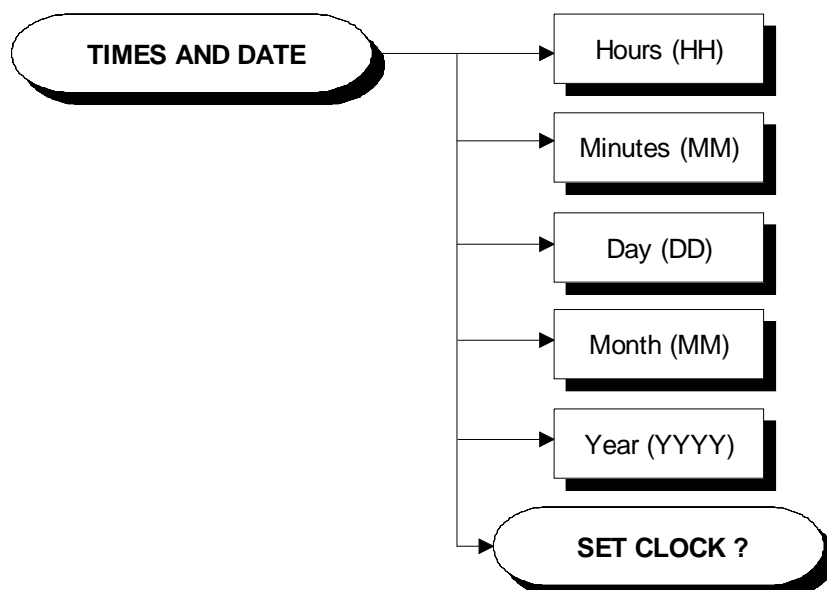 TIMES AND DATE
Hours (HH)
Minutes (MM)
Day (DD)
Month (MM)
Year (YYYY)
SET CLOCK ?